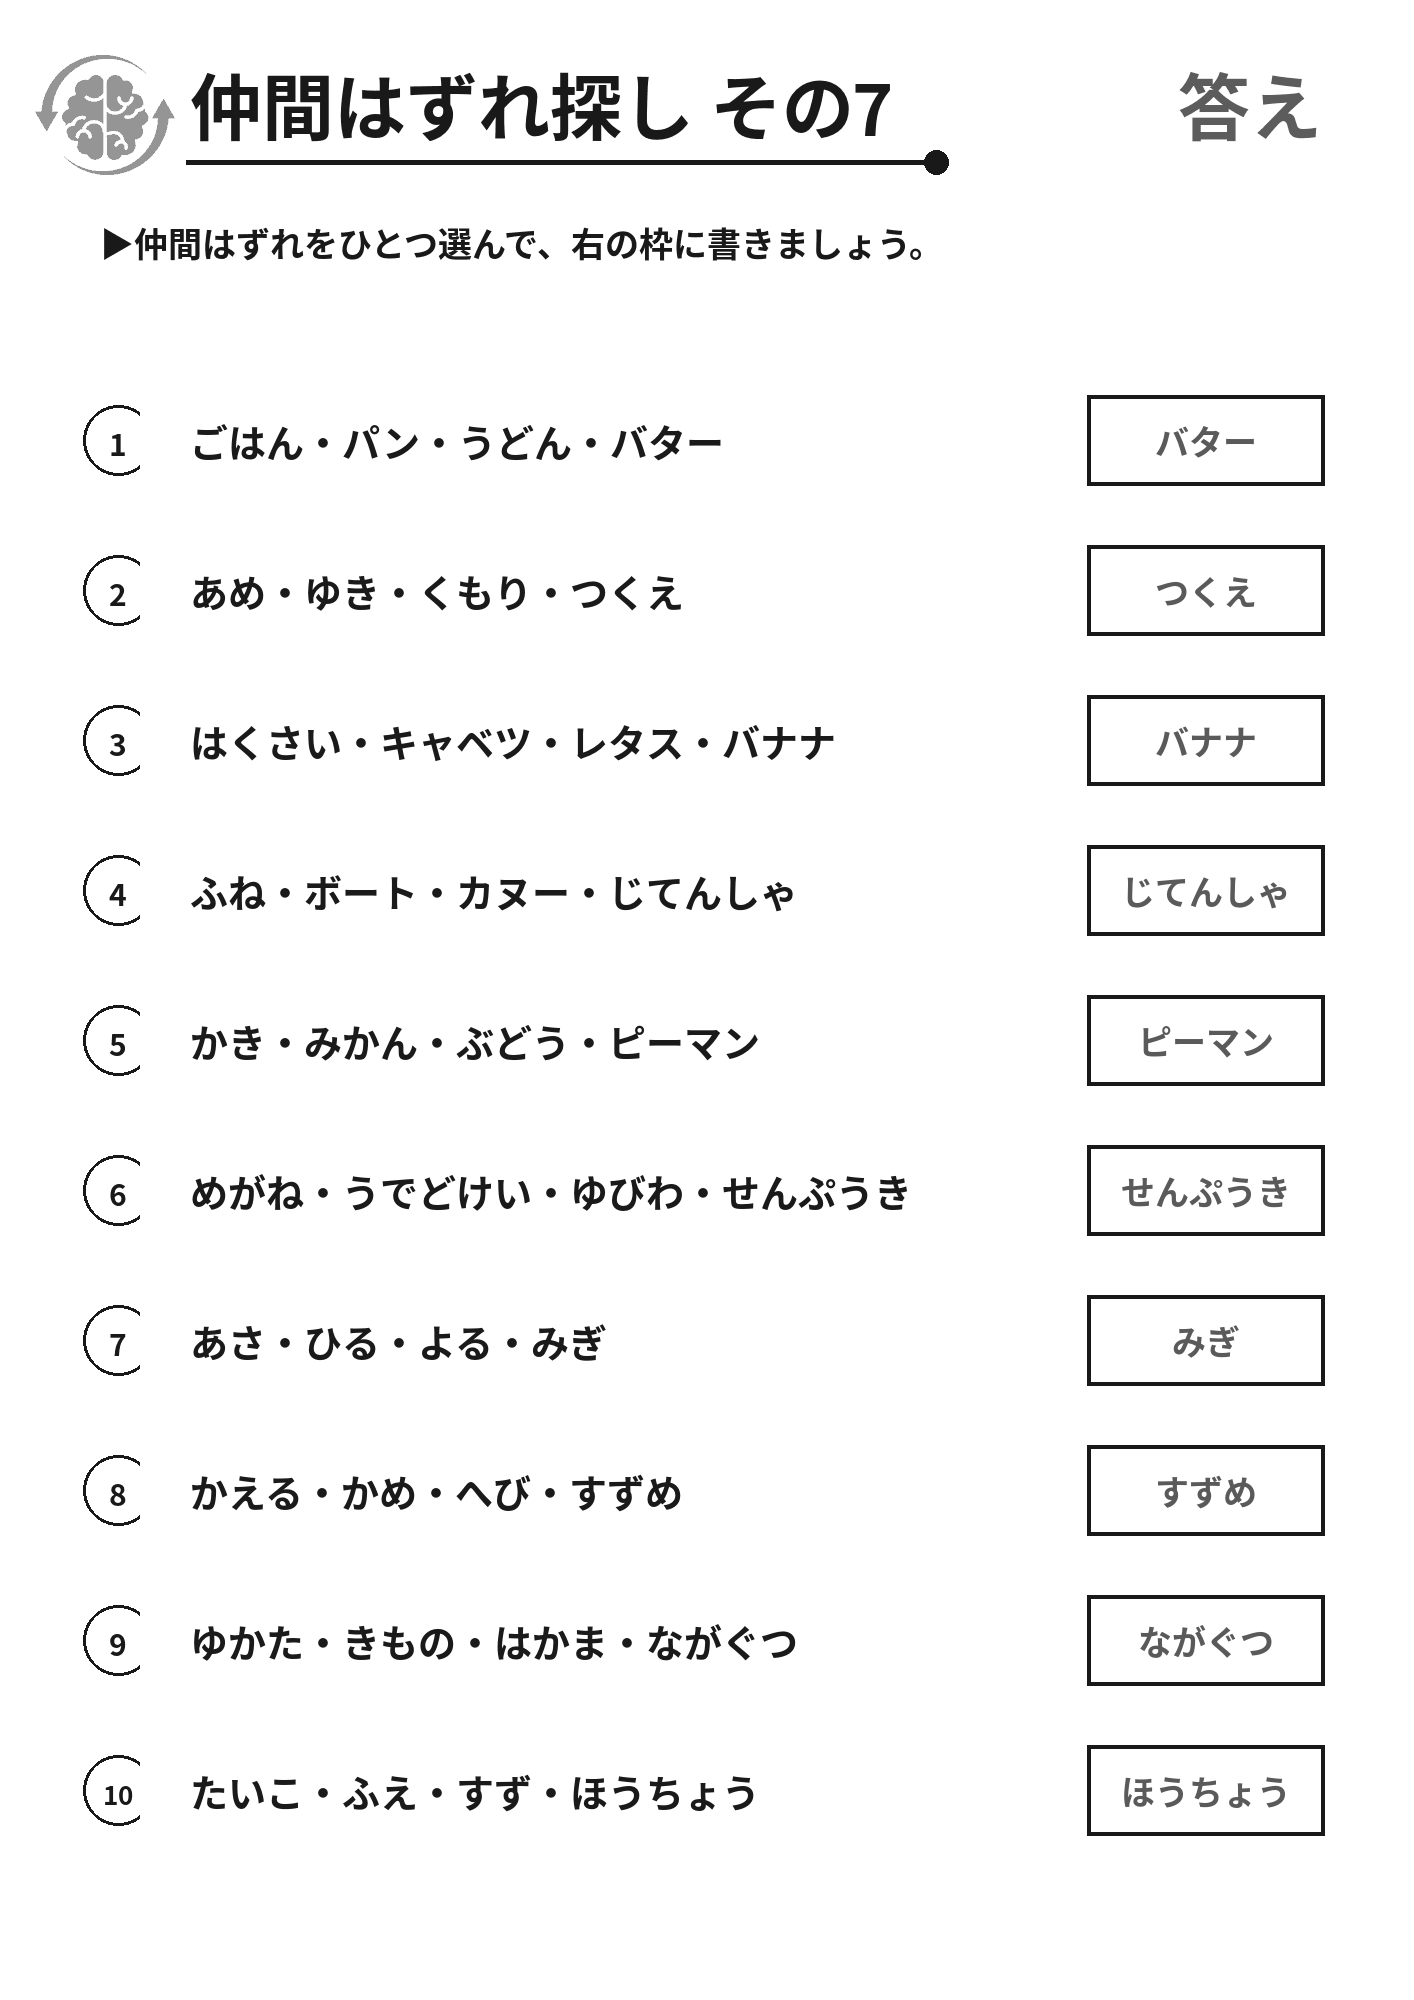 仲間はずれ探し その7 答え
▶仲間はずれをひとつ選んで、右の枠に書きましょう。
1 ごはん・パン・うどん・バター バター
2 あめ・ゆき・くもり・つくえ つくえ
3 はくさい・キャベツ・レタス・バナナ バナナ
4 ふね・ボート・カヌー・じてんしゃ じてんしゃ
5 かき・みかん・ぶどう・ピーマン ピーマン
6 めがね・うでどけい・ゆびわ・せんぷうき せんぷうき
7 あさ・ひる・よる・みぎ みぎ
8 かえる・かめ・へび・すずめ すずめ
9 ゆかた・きもの・はかま・ながぐつ ながぐつ
10 たいこ・ふえ・すず・ほうちょう ほうちょう